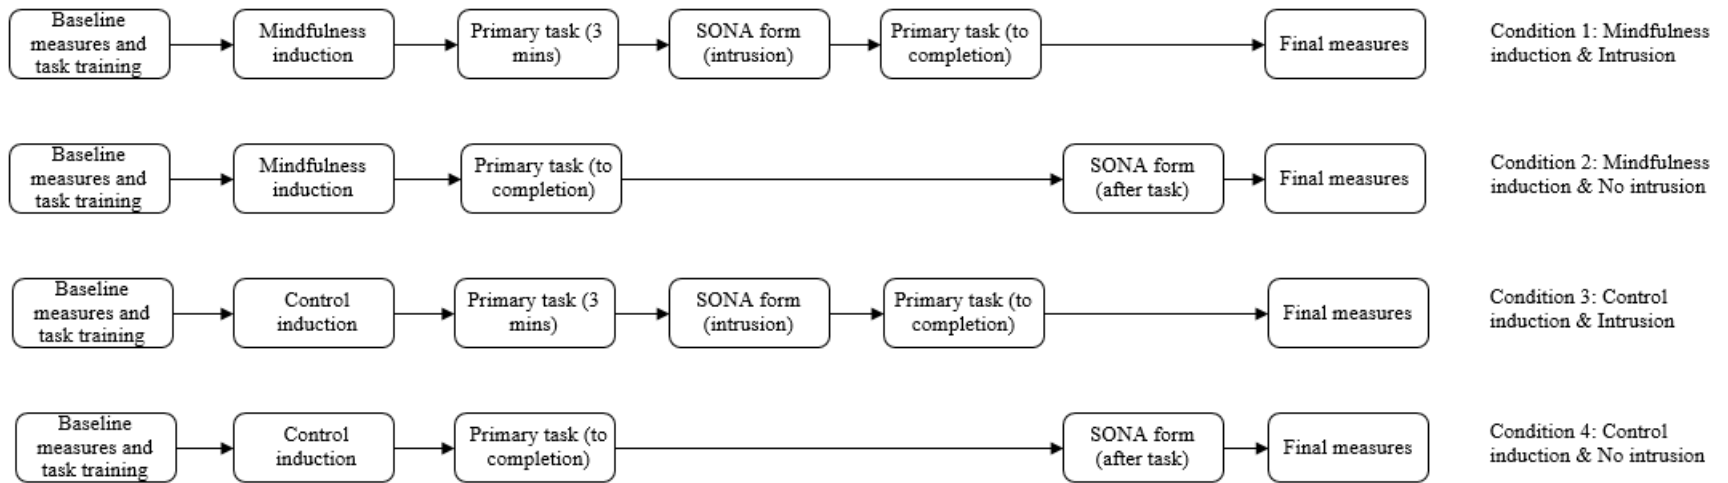 Baseline
measures and
task training
Mindfulness
induction
Primary task (3
mins)
SONA form
(intrusion)
Primary task (to
completion)
Final measures
Condition 1: Mindfulness
induction & Intrusion
Baseline
measures and
task training
Mindfulness
induction
Primary task (to
completion)
SONA form
(after task)
Final measures
Condition 2: Mindfulness
induction & No intrusion
Baseline
measures and
task training
Control
induction
Primary task (3
mins)
SONA form
(intrusion)
Primary task (to
completion)
Final measures
Condition 3: Control
induction & Intrusion
Baseline
measures and
task training
Control
induction
Primary task (to
completion)
SONA form
(after task)
Final measures
Condition 4: Control
induction & No intrusion